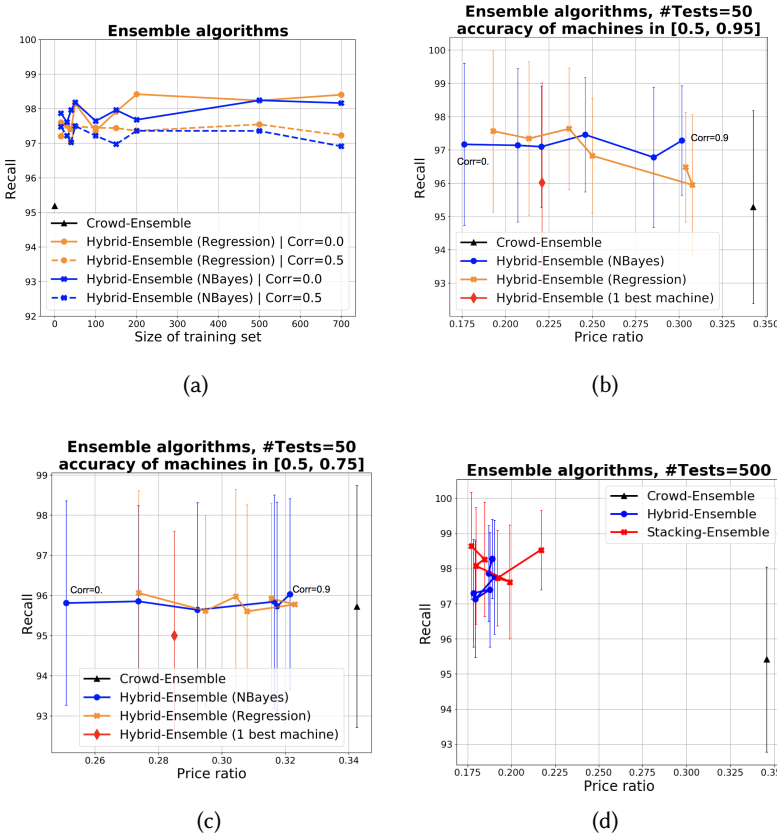 Ensemble algorithms
100
99
98
97
96
95
94
93
92
Recall
Crowd-Ensemble
Hybrid-Ensemble (Regression) | Corr=0.0
Hybrid-Ensemble (Regression) | Corr=0.5
Hybrid-Ensemble (NBayes) | Corr=0.0
Hybrid-Ensemble (NBayes) | Corr=0.5
0 100 200 300 400 500 600 700
Size of training set
(a)
Ensemble algorithms, #Tests=50
accuracy of machines in [0.5, 0.95]
100
99
98
97
96
95
94
93
Recall
Corr=0.
Corr=0.9
Crowd-Ensemble
Hybrid-Ensemble (NBayes)
Hybrid-Ensemble (Regression)
Hybrid-Ensemble (1 best machine)
0.175 0.200 0.225 0.250 0.275 0.300 0.325 0.350
Price ratio
(b)
Ensemble algorithms, #Tests=50
accuracy of machines in [0.5, 0.75]
99
98
97
96
95
94
93
Recall
Corr=0.
Corr=0.9
Crowd-Ensemble
Hybrid-Ensemble (NBayes)
Hybrid-Ensemble (Regression)
Hybrid-Ensemble (1 best machine)
0.26 0.28 0.30 0.32 0.34
Price ratio
(c)
Ensemble algorithms, #Tests=500
100
99
98
97
96
95
94
93
Recall
Crowd-Ensemble
Hybrid-Ensemble
Stacking-Ensemble
0.175 0.200 0.225 0.250 0.275 0.300 0.325 0.35
Price ratio
(d)